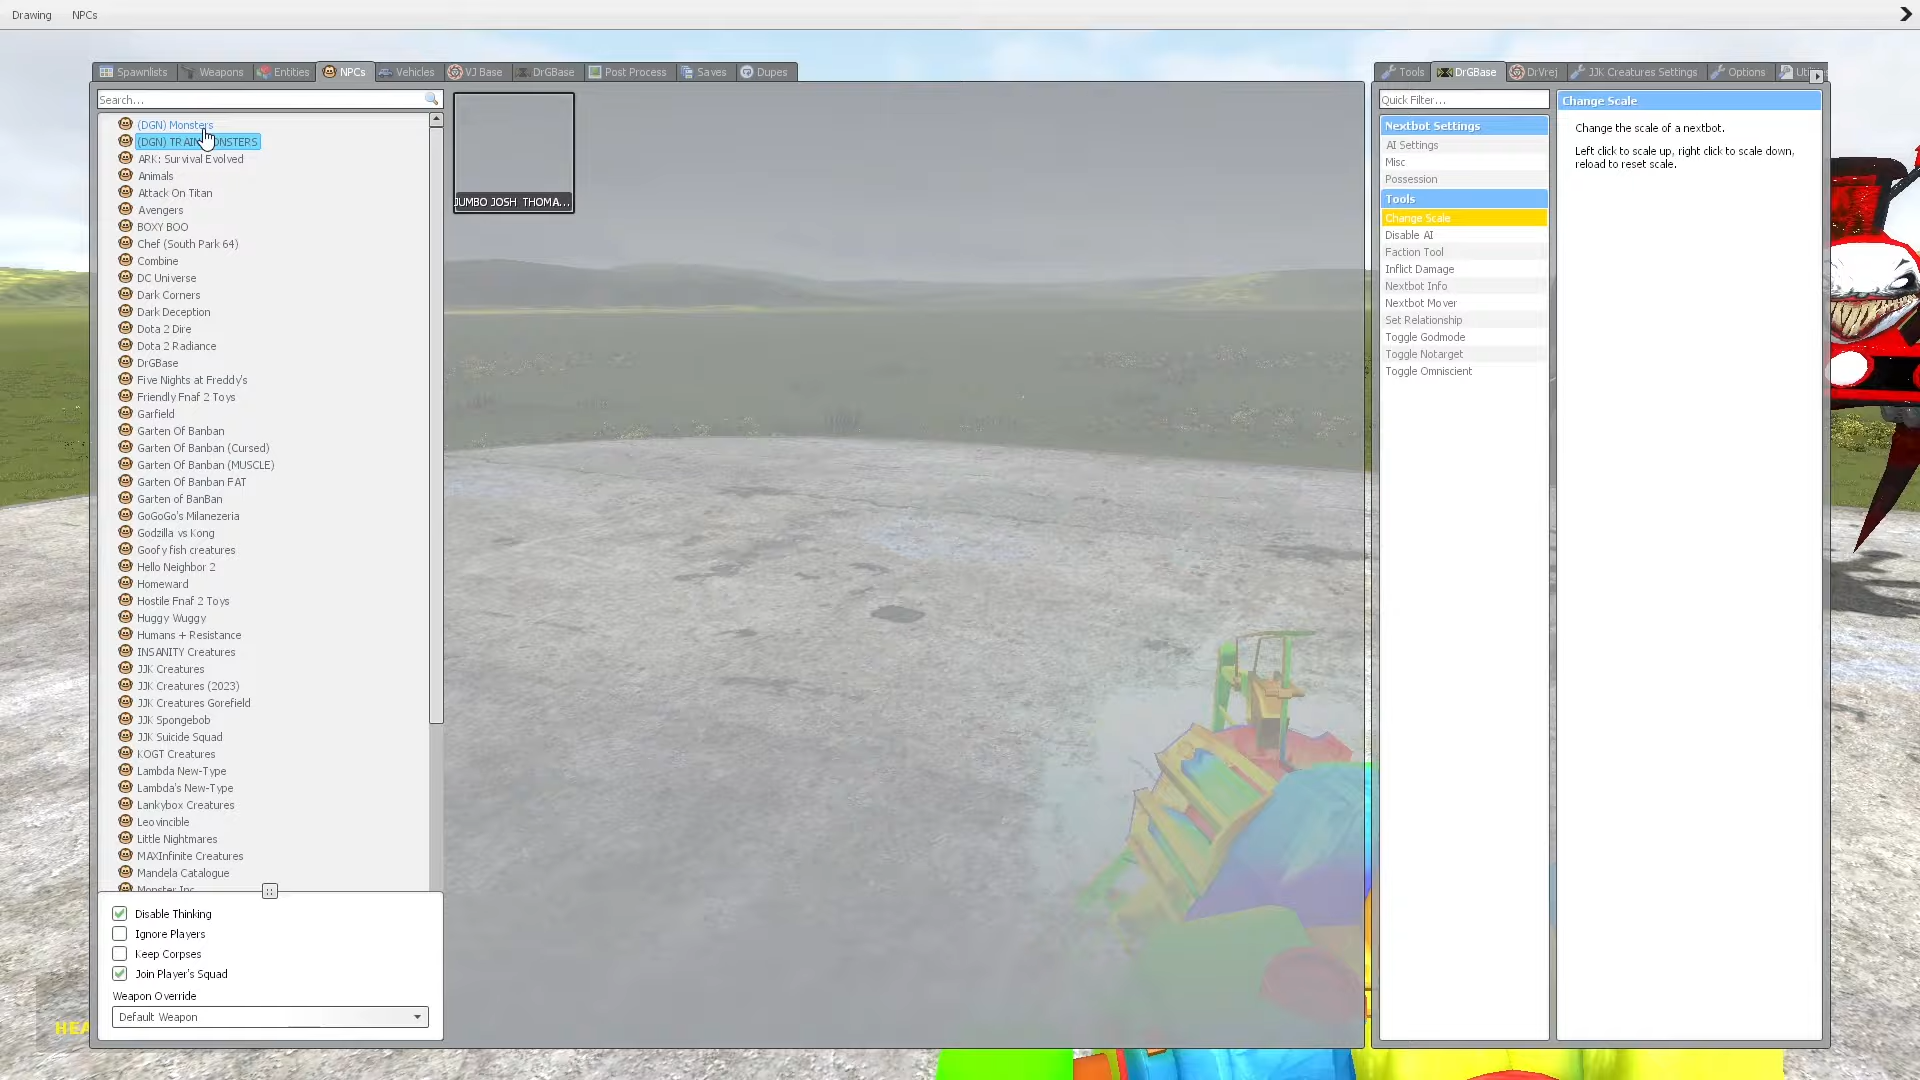 Drawing NPCs
Spawnlists Weapons Entities NPCs Vehicles VJ Base DrGBase Post Process Saves Dupes
Search...
(DGN) Monsters
(DGN) TRAIN MONSTERS
ARK: Survival Evolved
Animals
Attack On Titan
Avengers
BOXY BOO
Chef (South Park 64)
Combine
DC Universe
Dark Corners
Dark Deception
Dota 2 Dire
Dota 2 Radiance
DrGBase
Five Nights at Freddy's
Friendly Fnaf 2 Toys
Garfield
Garten Of Banban
Garten Of Banban (Cursed)
Garten Of Banban (MUSCLE)
Garten Of Banban FAT
Garten of BanBan
GoGoGo's Milanezeria
Godzilla vs Kong
Goofy fish creatures
Hello Neighbor 2
Homeward
Hostile Fnaf 2 Toys
Huggy Wuggy
Humans + Resistance
INSANITY Creatures
JJK Creatures
JJK Creatures (2023)
JJK Creatures Gorefield
JJK Spongebob
JJK Suicide Squad
KOGT Creatures
Lambda New-Type
Lambda's New-Type
Lankybox Creatures
Leovincible
Little Nightmares
MAXInfinite Creatures
Mandela Catalogue
Monster Inc
Disable Thinking
Ignore Players
Keep Corpses
Join Player's Squad
Weapon Override
Default Weapon
HEA
JUMBO JOSH THOMA...
Tools DrGBase DrVrej JJK Creatures Settings Options
Quick Filter...
Nextbot Settings
AI Settings
Misc
Possession
Tools
Change Scale
Disable AI
Faction Tool
Inflict Damage
Nextbot Info
Nextbot Mover
Set Relationship
Toggle Godmode
Toggle Notarget
Toggle Omniscient
Change Scale
Change the scale of a nextbot.
Left click to scale up, right click to scale down,
reload to reset scale.